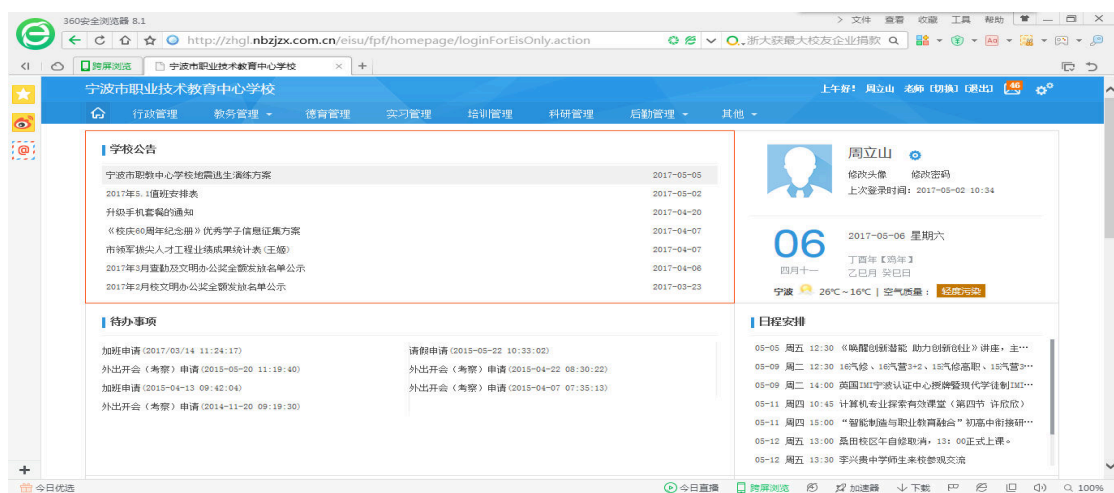 360安全浏览器 8.1
文件 查看 收藏 工具 帮助
http://zhgl.nbzjzx.com.cn/eisu/fpf/homepage/loginForEisOnly.action
浙大获最大校友企业捐款
跨屏浏览 宁波市职业技术教育中心学校
宁波市职业技术教育中心学校
上午好! 周立山 老师 [切换] [退出] 46
行政管理 教务管理 德育管理 实习管理 培训管理 科研管理 后勤管理 其他
学校公告
宁波市职教中心学校地震逃生演练方案 2017-05-05
2017年5.1值班安排表 2017-05-02
升级手机套餐的通知 2017-04-20
《校庆60周年纪念册》优秀学子信息征集方案 2017-04-07
市领军拔尖人才工程业绩成果统计表(王姬) 2017-04-07
2017年3月查勤及文明办公奖全额发放名单公示 2017-04-06
2017年2月校文明办公奖全额发放名单公示 2017-03-23
周立山
修改头像 修改密码
上次登录时间: 2017-05-02 10:34
06
四月十一
2017-05-06 星期六
丁酉年【鸡年】
乙巳月 癸巳日
宁波 26℃~16℃ | 空气质量: 轻度污染
待办事项
加班申请(2017/03/14 11:24:17) 请假申请(2015-05-22 10:33:02)
外出开会(考察)申请(2015-05-20 11:19:40) 外出开会(考察)申请(2015-04-22 08:30:22)
加班申请(2015-04-13 09:42:04) 外出开会(考察)申请(2015-04-07 07:35:13)
外出开会(考察)申请(2014-11-20 09:19:30)
日程安排
05-05 周五 12:30 《唤醒创新潜能 助力创新创业》讲座,主…
05-09 周二 12:30 16汽修、16汽营3+2、15汽修高职、15汽营3…
05-09 周二 14:00 英国IMI宁波认证中心授牌暨现代学徒制IMI…
05-11 周四 10:45 计算机专业探索有效课堂(第四节 许欣欣)
05-11 周四 15:00 “智能制造与职业教育融合”初高中衔接研…
05-12 周五 13:00 桑田校区午自修取消,13:00正式上课。
05-12 周五 13:30 李兴贵中学师生来校参观交流
今日优选
今日直播 跨屏浏览 加速器 下载 100%